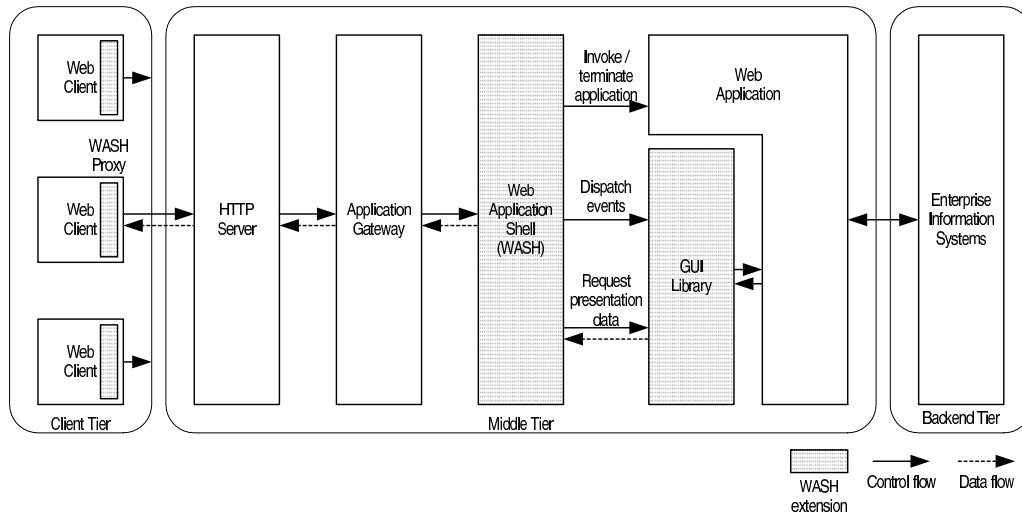 Web
Client
WASH
Proxy
Web
Client
Web
Client
Client Tier
HTTP
Server
Application
Gateway
Web
Application
Shell
(WASH)
Invoke /
terminate
application
Dispatch
events
Request
presentation
data
Web
Application
GUI
Library
Middle Tier
Enterprise
Information
Systems
Backend Tier
WASH
extension
Control flow
Data flow